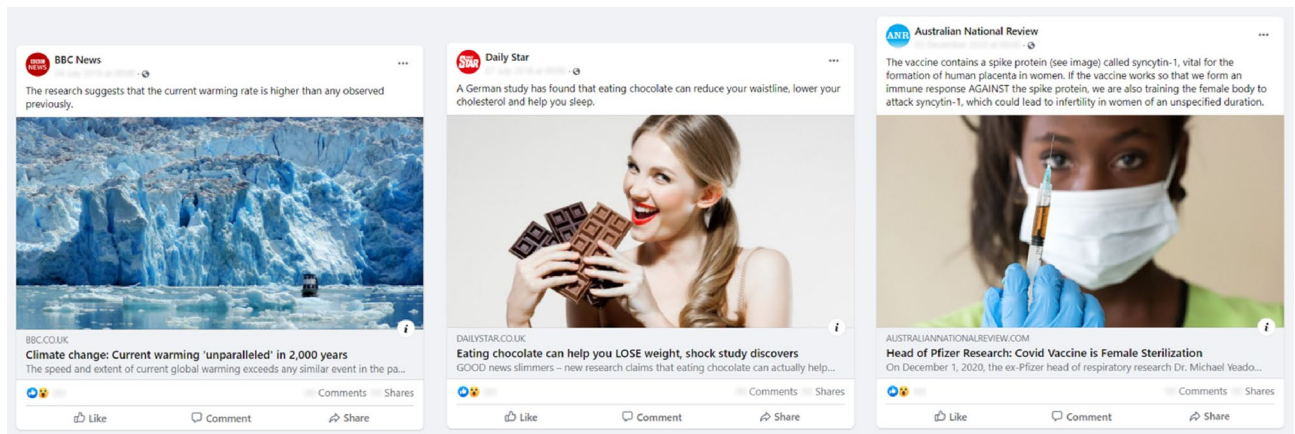 BBC NEWS
BBC News
The research suggests that the current warming rate is higher than any observed
previously.
BBC.CO.UK
Climate change: Current warming 'unparalleled' in 2,000 years
The speed and extent of current global warming exceeds any similar event in the pa...
Comments Shares
Like Comment Share
DAILY STAR
Daily Star
A German study has found that eating chocolate can reduce your waistline, lower your
cholesterol and help you sleep.
DAILYSTAR.CO.UK
Eating chocolate can help you LOSE weight, shock study discovers
GOOD news slimmers – new research claims that eating chocolate can actually help...
Comments Shares
Like Comment Share
ANR
Australian National Review
The vaccine contains a spike protein (see image) called syncytin-1, vital for the
formation of human placenta in women. If the vaccine works so that we form an
immune response AGAINST the spike protein, we are also training the female body to
attack syncytin-1, which could lead to infertility in women of an unspecified duration.
AUSTRALIANNATIONALREVIEW.COM
Head of Pfizer Research: Covid Vaccine is Female Sterilization
On December 1, 2020, the ex-Pfizer head of respiratory research Dr. Michael Yeado...
Comments Shares
Like Comment Share